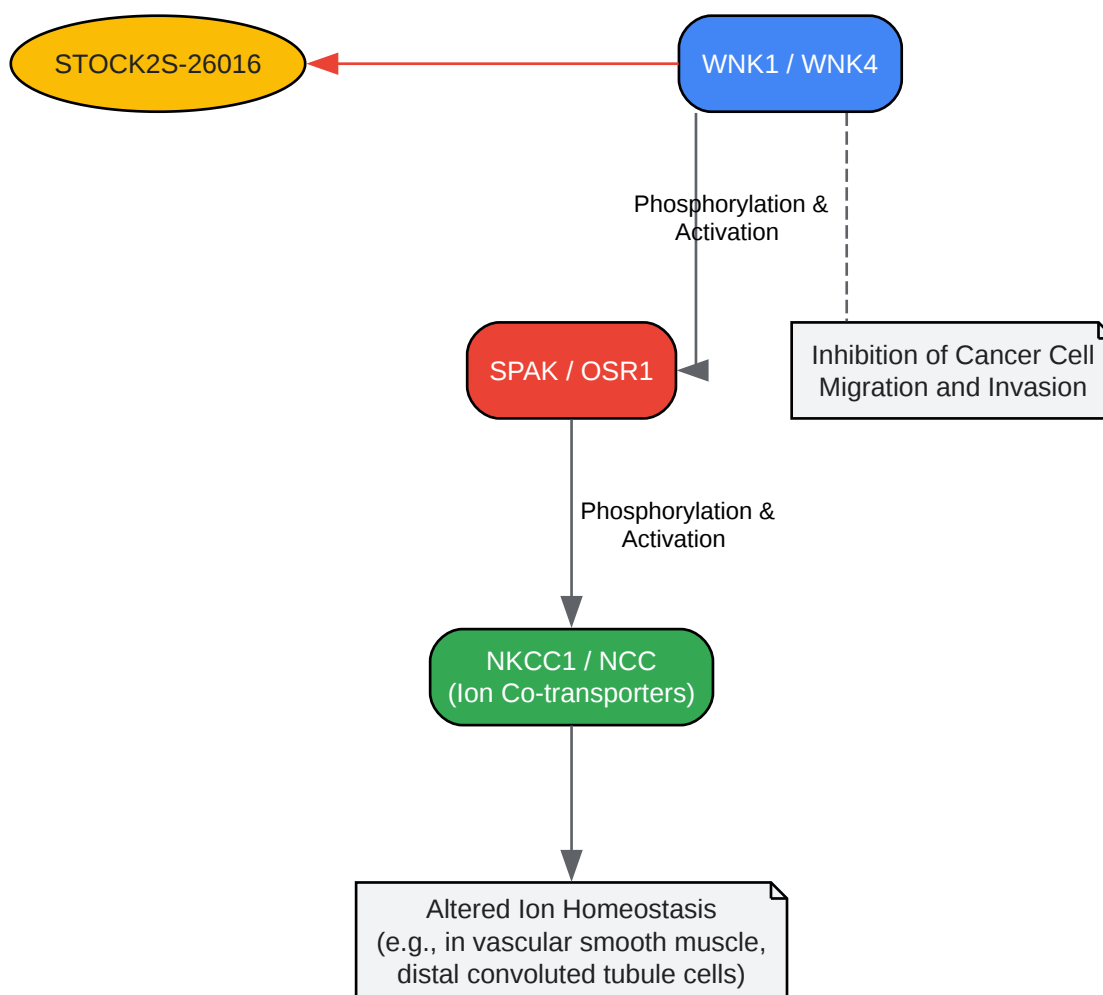 STOCK2S-26016
WNK1 / WNK4
Phosphorylation &
Activation
SPAK / OSR1
Inhibition of Cancer Cell
Migration and Invasion
Phosphorylation &
Activation
NKCC1 / NCC
(Ion Co-transporters)
Altered Ion Homeostasis
(e.g., in vascular smooth muscle,
distal convoluted tubule cells)